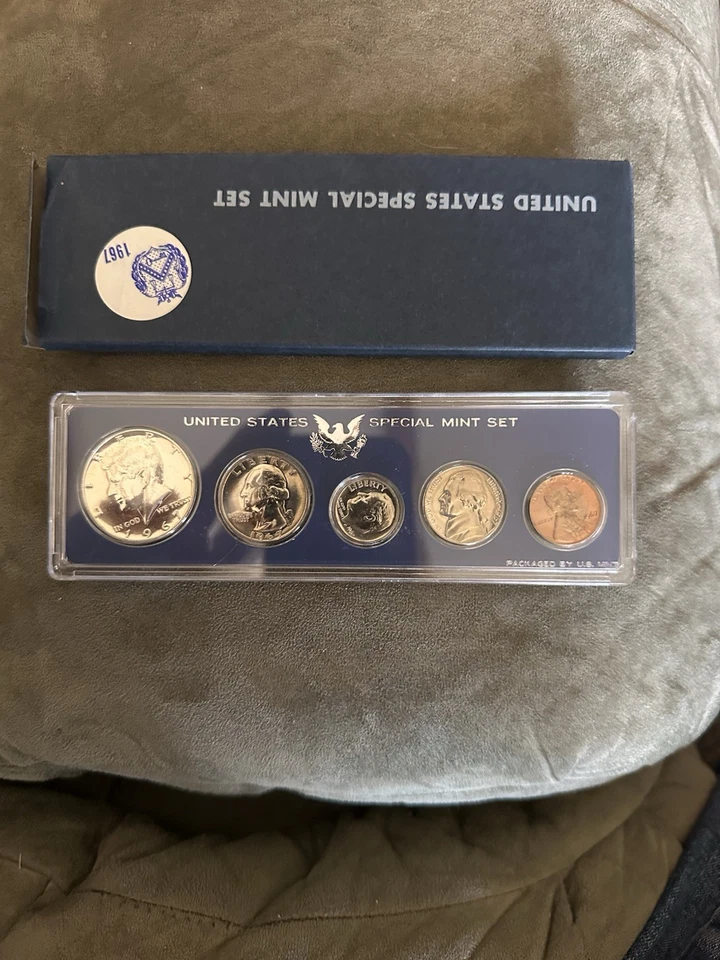 UNITED STATES SPECIAL MINT SET
1967
UNITED STATES SPECIAL MINT SET
LIBERTY
IN GOD WE TRUST
196
LIBERTY
LIBERTY
PACKAGED BY U.S. MINT